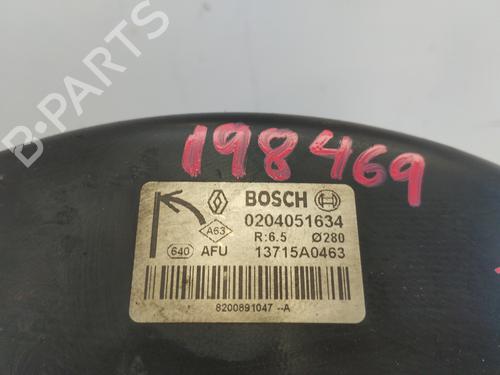 198469
BOSCH
0204051634
A63
R:6.5 Ø280
640 AFU 13715A0463
8200891047 --A
B-PARTS